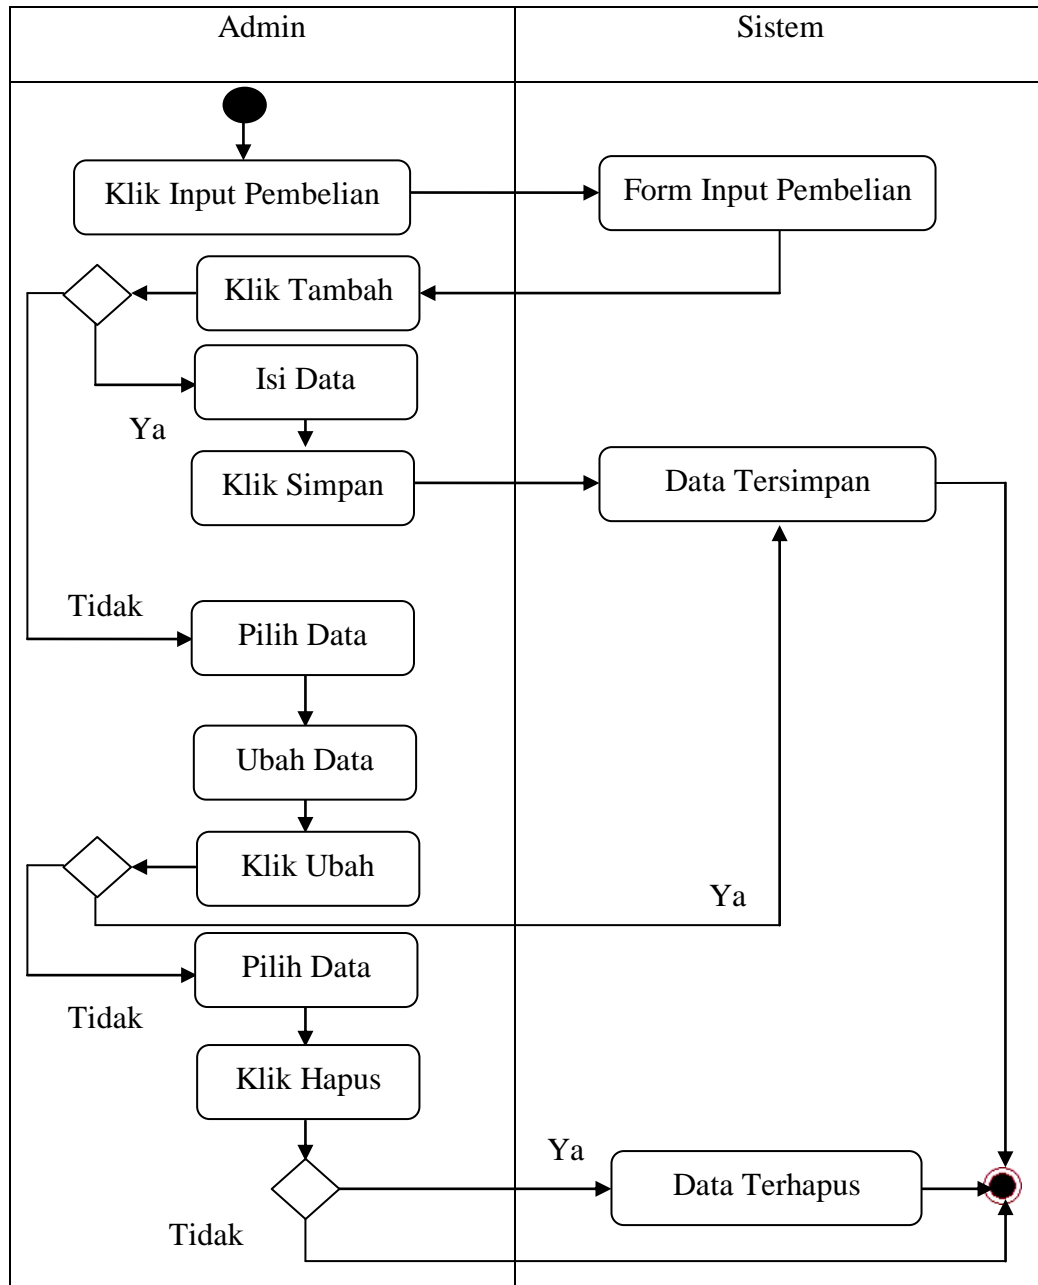 Admin
Sistem
Klik Input Pembelian
Form Input Pembelian
Klik Tambah
Isi Data
Ya
Klik Simpan
Data Tersimpan
Tidak
Pilih Data
Ubah Data
Klik Ubah
Ya
Pilih Data
Tidak
Klik Hapus
Ya
Data Terhapus
Tidak